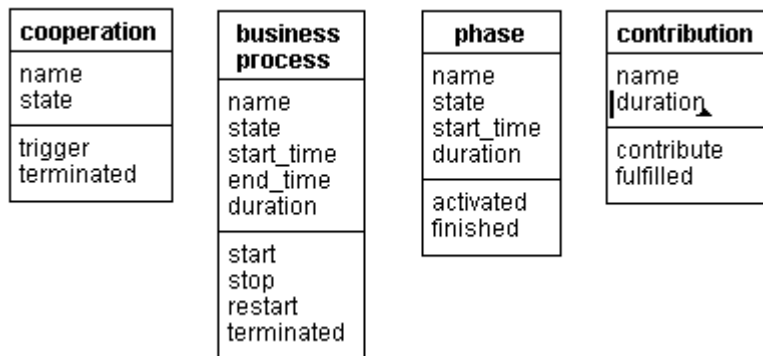 cooperation
name
state
trigger
terminated
business
process
name
state
start_time
end_time
duration
start
stop
restart
terminated
phase
name
state
start_time
duration
activated
finished
contribution
name
duration
contribute
fulfilled